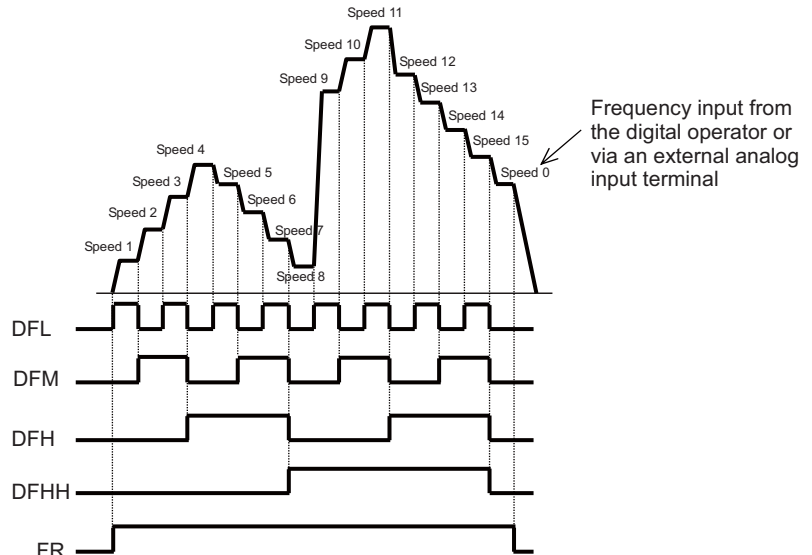 Speed 11
Speed 10
Speed 12
Speed 9
Speed 13
Speed 14
Speed 15
Speed 0
Frequency input from
the digital operator or
via an external analog
input terminal
Speed 4
Speed 3
Speed 5
Speed 2
Speed 6
Speed 1
Speed 7
Speed 8
DFL
DFM
DFH
DFHH
FR